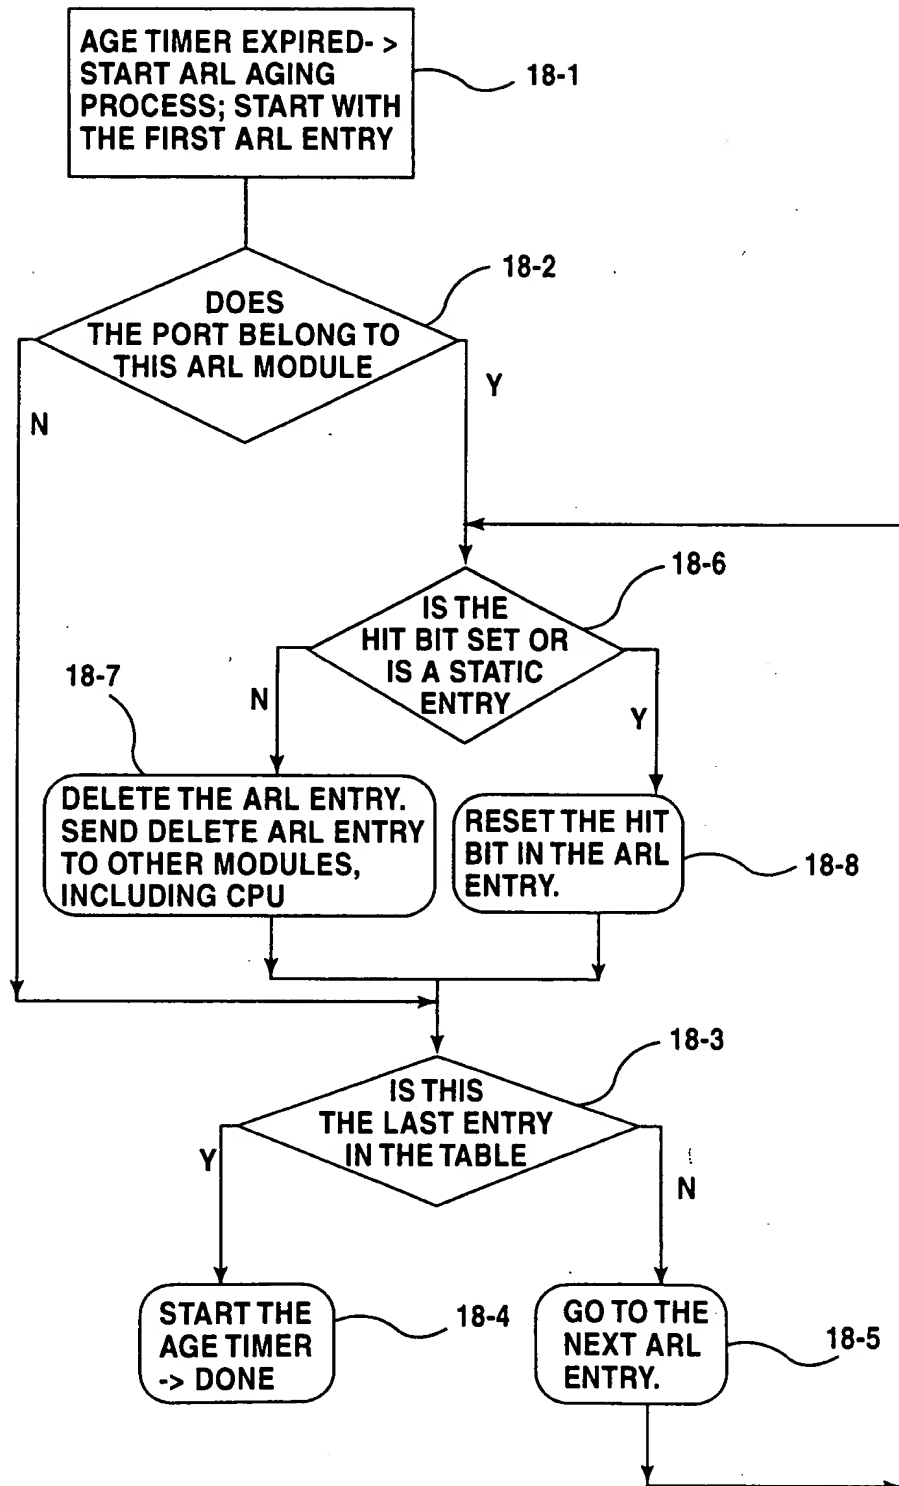 AGE TIMER EXPIRED- >
START ARL AGING
PROCESS; START WITH
THE FIRST ARL ENTRY
18-1
18-2
DOES
THE PORT BELONG TO
THIS ARL MODULE
Y
N
18-6
IS THE
HIT BIT SET OR
IS A STATIC
ENTRY
18-7
N
Y
DELETE THE ARL ENTRY.
SEND DELETE ARL ENTRY
TO OTHER MODULES,
INCLUDING CPU
RESET THE HIT
BIT IN THE ARL
ENTRY.
18-8
18-3
IS THIS
THE LAST ENTRY
IN THE TABLE
Y
N
START THE
AGE TIMER
-> DONE
18-4
GO TO THE
NEXT ARL
ENTRY.
18-5